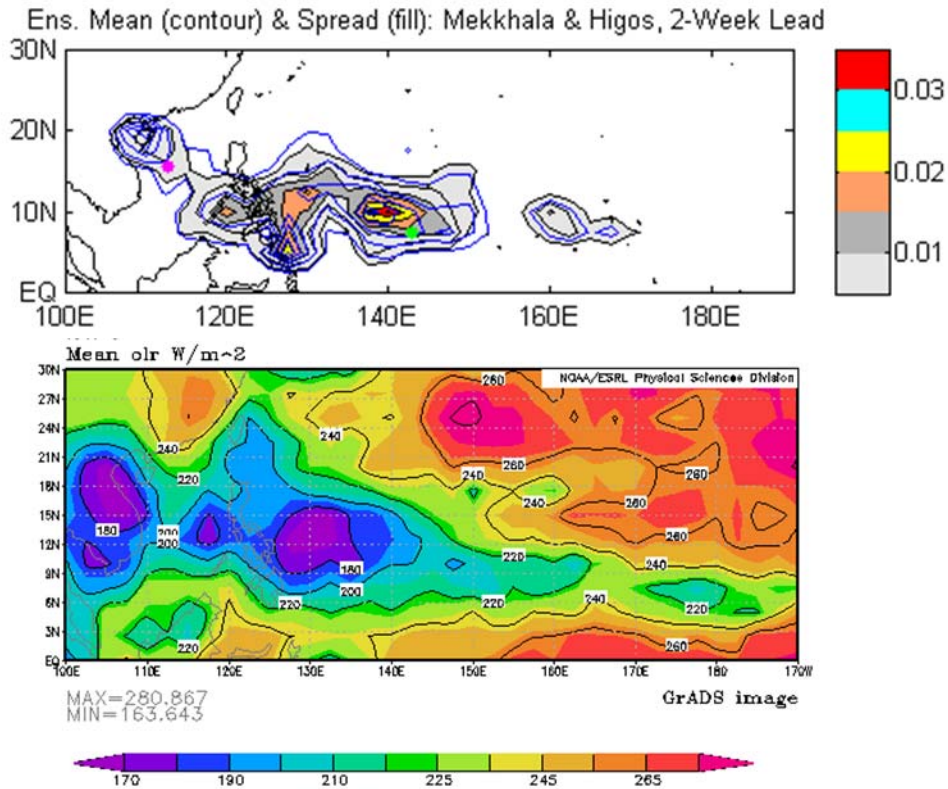 Ens. Mean (contour) & Spread (fill): Mekkhala & Higos, 2-Week Lead
30N
20N
10N
EQ
100E 120E 140E 160E 180E
0.03
0.02
0.01
Mean olr W/m^2
NOAA/ESRL Physical Sciences Division
30N
27N
24N
21N
18N
15N
12N
9N
6N
3N
EQ
260
240 240
220 260 260
240
240
180 200
200
260
180 220 240
200
220 220 240 220
220 260
100E 110E 120E 130E 140E 150E 160E 170E 180 170W
MAX=280.867
MIN=163.643
GrADS image
170 190 210 225 245 265